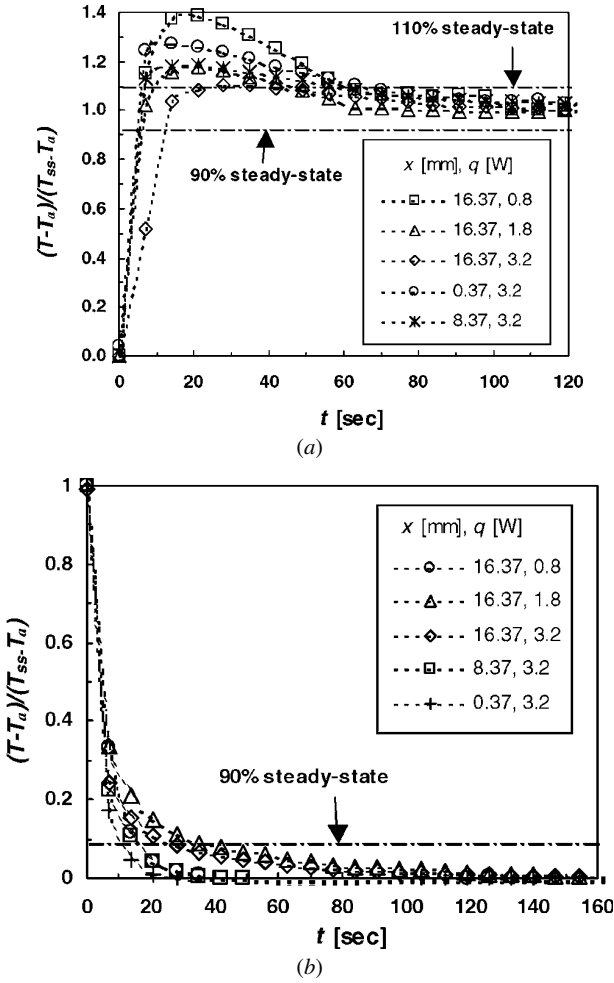 1.4
1.2
1.0
0.8
0.6
0.4
0.2
0.0
(T-Ta)/(Tss-Ta)
110% steady-state
90% steady-state
x [mm], q [W]
16.37, 0.8
16.37, 1.8
16.37, 3.2
0.37, 3.2
8.37, 3.2
0 20 40 60 80 100 120
t [sec]
(a)
1
0.8
0.6
0.4
0.2
0
(T-Ta)/(Tss-Ta)
x [mm], q [W]
16.37, 0.8
16.37, 1.8
16.37, 3.2
8.37, 3.2
0.37, 3.2
90% steady-state
0 20 40 60 80 100 120 140 160
t [sec]
(b)